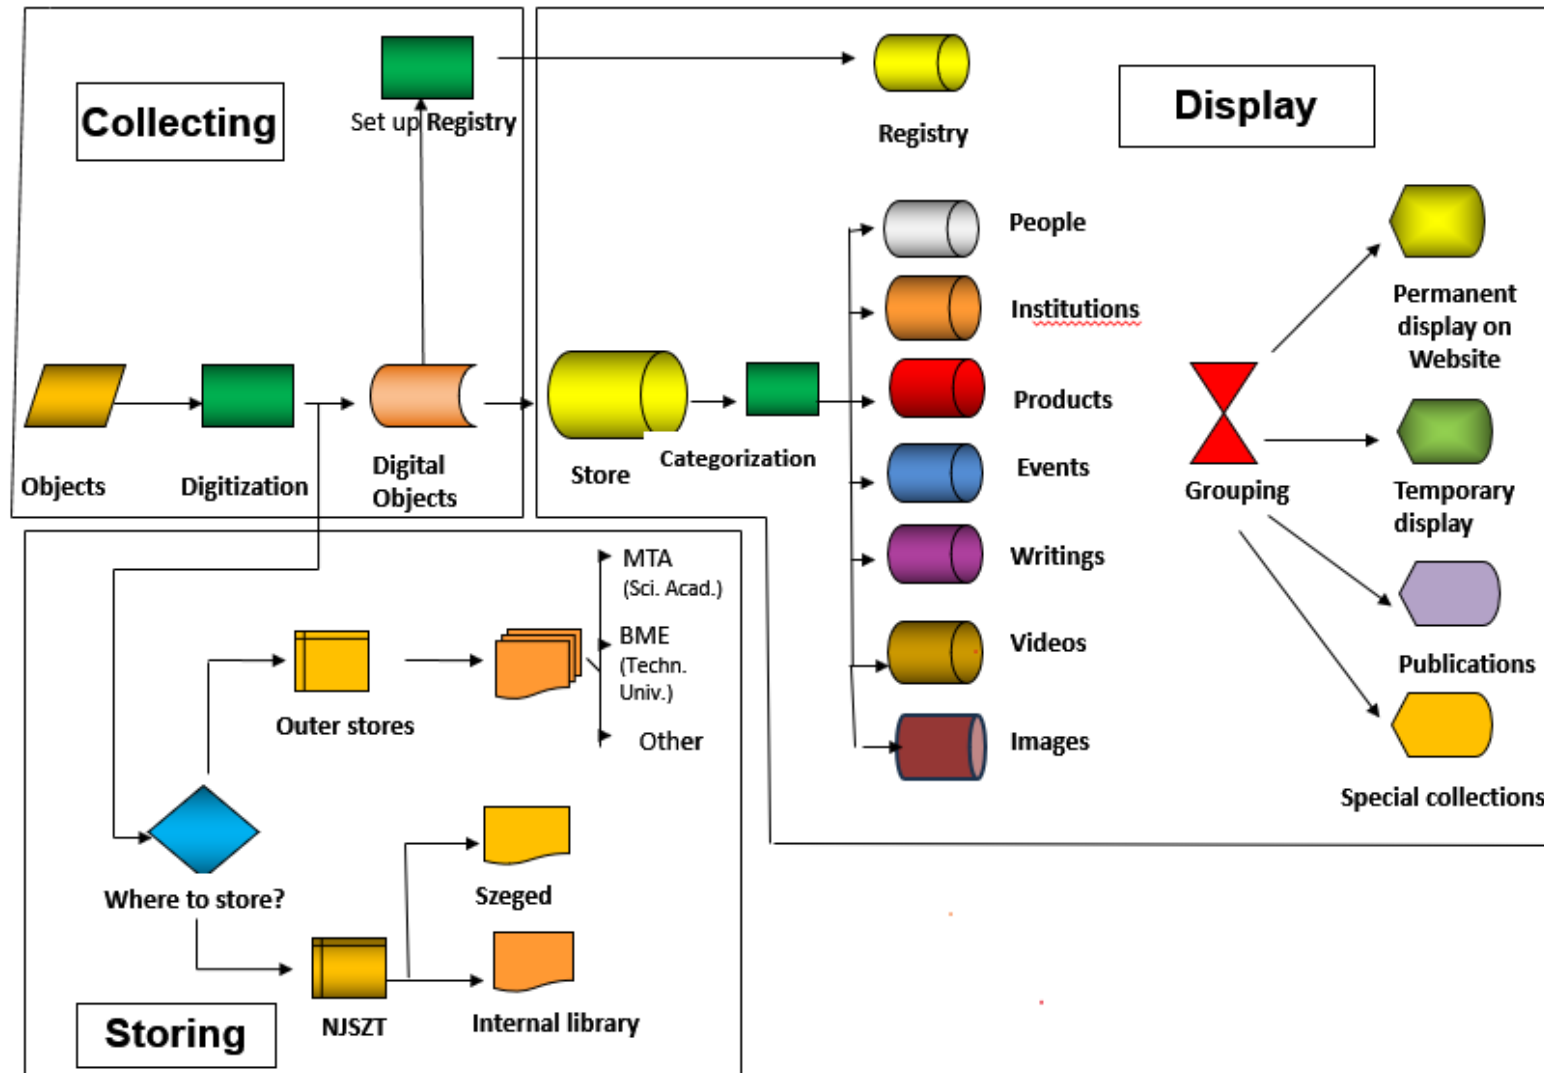 Collecting
Set up Registry
Objects
Digitization
Digital
Objects
Display
Registry
Store
Categorization
People
Institutions
Products
Events
Writings
Videos
Images
Grouping
Permanent
display on
Website
Temporary
display
Publications
Special collections
MTA
(Sci. Acad.)
BME
(Techn.
Univ.)
Other
Outer stores
Where to store?
Szeged
NJSZT
Internal library
Storing